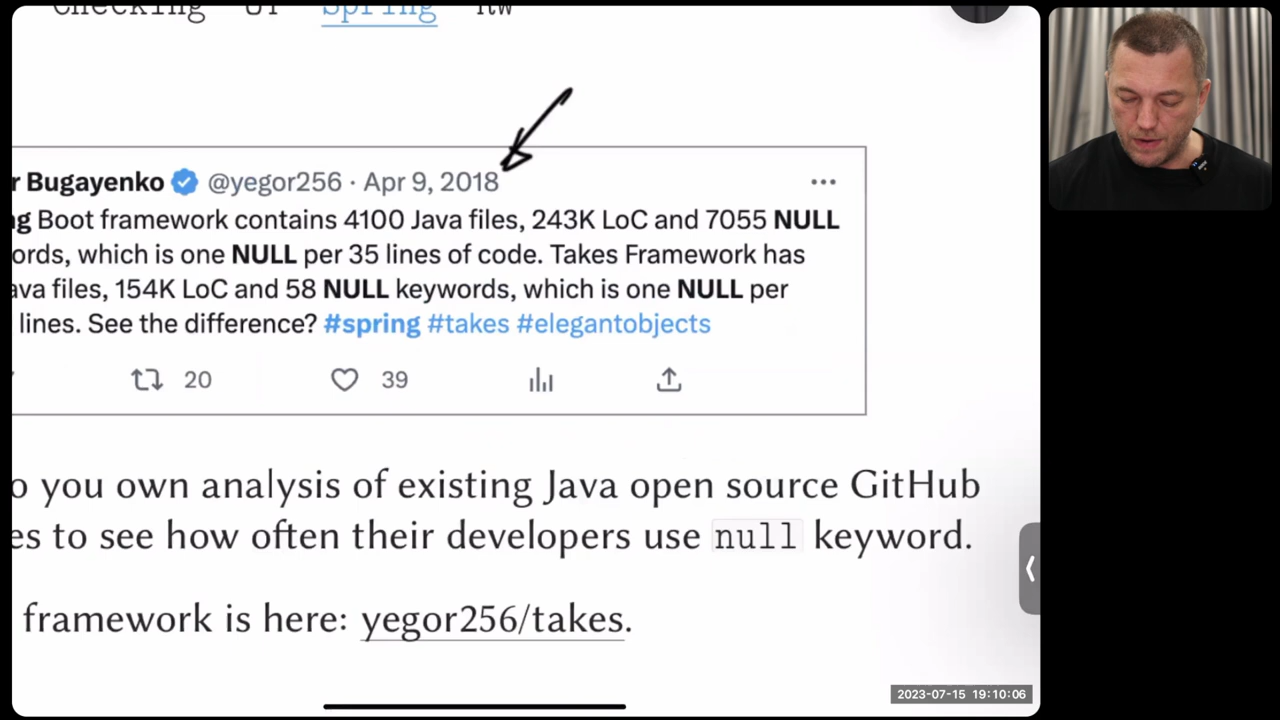 Checking of Spring
r Bugayenko @yegor256 · Apr 9, 2018
ng Boot framework contains 4100 Java files, 243K LoC and 7055 NULL
ords, which is one NULL per 35 lines of code. Takes Framework has
ava files, 154K LoC and 58 NULL keywords, which is one NULL per
lines. See the difference? #spring #takes #elegantobjects
20 39
o you own analysis of existing Java open source GitHub
es to see how often their developers use null keyword.
framework is here: yegor256/takes.
2023-07-15 19:10:06